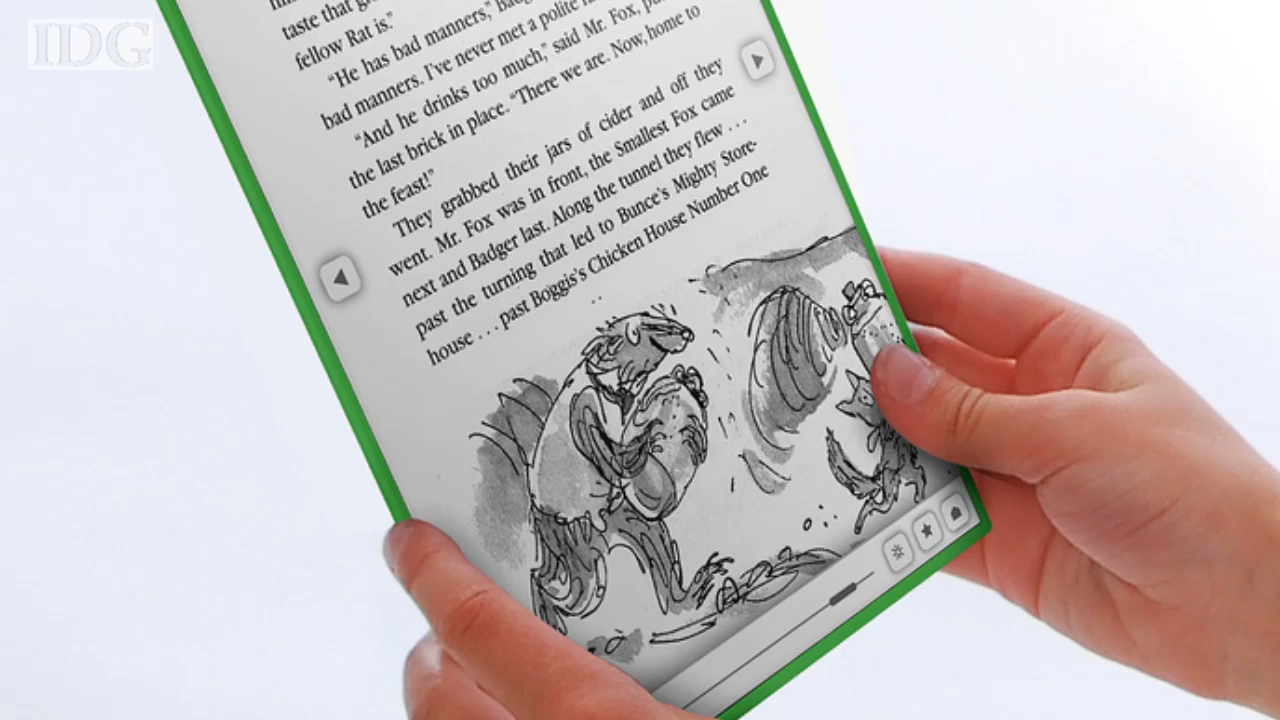 IDG
taste that
fellow Rat is."
"He has bad manners," Badg
bad manners. I've never met a polite
"And he drinks too much," said Mr. Fox,
the last brick in place. "There we are. Now, home to
the feast!"
They grabbed their jars of cider and off they
went. Mr. Fox was in front, the Smallest Fox came
next and Badger last. Along the tunnel they flew . . .
past the turning that led to Bunce's Mighty Store-
house . . . past Boggis's Chicken House Number One
. .